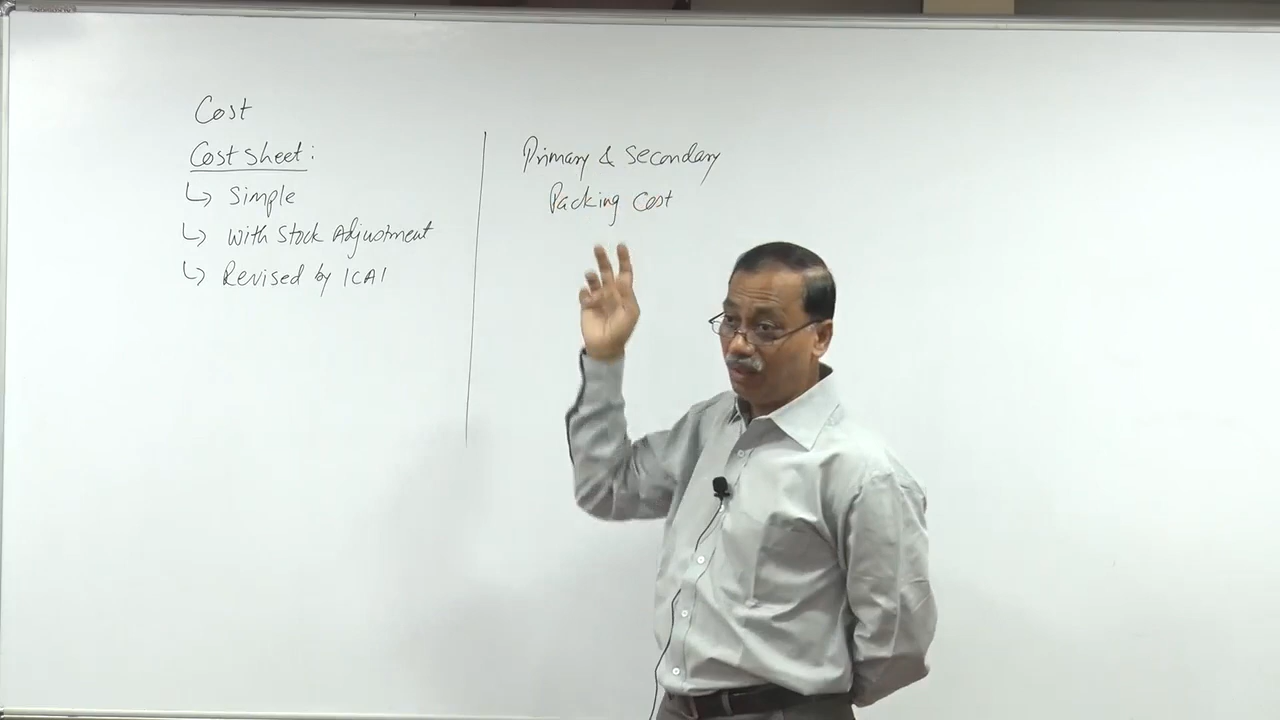 Cost
Cost Sheet:
↳ Simple
↳ With Stock Adjustment
↳ Revised by ICAI
Primary & Secondary
Packing Cost